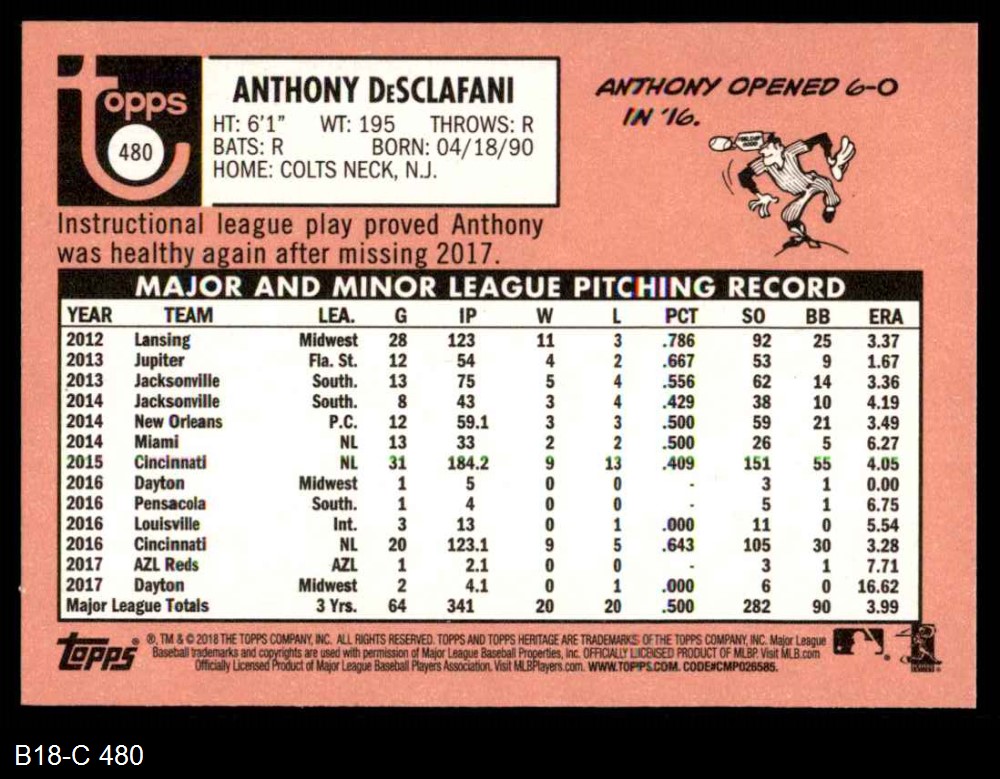 topps
480
ANTHONY DeSCLAFANI
HT: 6'1" WT: 195 THROWS: R
BATS: R BORN: 04/18/90
HOME: COLTS NECK, N.J.
ANTHONY OPENED 6-0
IN '16.
Instructional league play proved Anthony
was healthy again after missing 2017.
MAJOR AND MINOR LEAGUE PITCHING RECORD
YEAR TEAM LEA. G IP W L PCT SO BB ERA
2012 Lansing Midwest 28 123 11 3 .786 92 25 3.37
2013 Jupiter Fla. St. 12 54 4 2 .667 53 9 1.67
2013 Jacksonville South. 13 75 5 4 .556 62 14 3.36
2014 Jacksonville South. 8 43 3 4 .429 38 10 4.19
2014 New Orleans P.C. 12 59.1 3 3 .500 59 21 3.49
2014 Miami NL 13 33 2 2 .500 26 5 6.27
2015 Cincinnati NL 31 184.2 9 13 .409 151 55 4.05
2016 Dayton Midwest 1 5 0 0 - 3 1 0.00
2016 Pensacola South. 1 4 0 0 - 5 1 6.75
2016 Louisville Int. 3 13 0 1 .000 11 0 5.54
2016 Cincinnati NL 20 123.1 9 5 .643 105 30 3.28
2017 AZL Reds AZL 1 2.1 0 0 - 3 1 7.71
2017 Dayton Midwest 2 4.1 0 1 .000 6 0 16.62
Major League Totals 3 Yrs. 64 341 20 20 .500 282 90 3.99
topps ® ®, TM & © 2018 THE TOPPS COMPANY, INC. ALL RIGHTS RESERVED. TOPPS AND TOPPS HERITAGE ARE TRADEMARKS OF THE TOPPS COMPANY, INC. Major League
Baseball trademarks and copyrights are used with permission of Major League Baseball Properties, Inc. OFFICIALLY LICENSED PRODUCT OF MLBP. Visit MLB.com
Officially Licensed Product of Major League Baseball Players Association. Visit MLBPlayers.com. WWW.TOPPS.COM. CODE#CMP026585.
B18-C 480